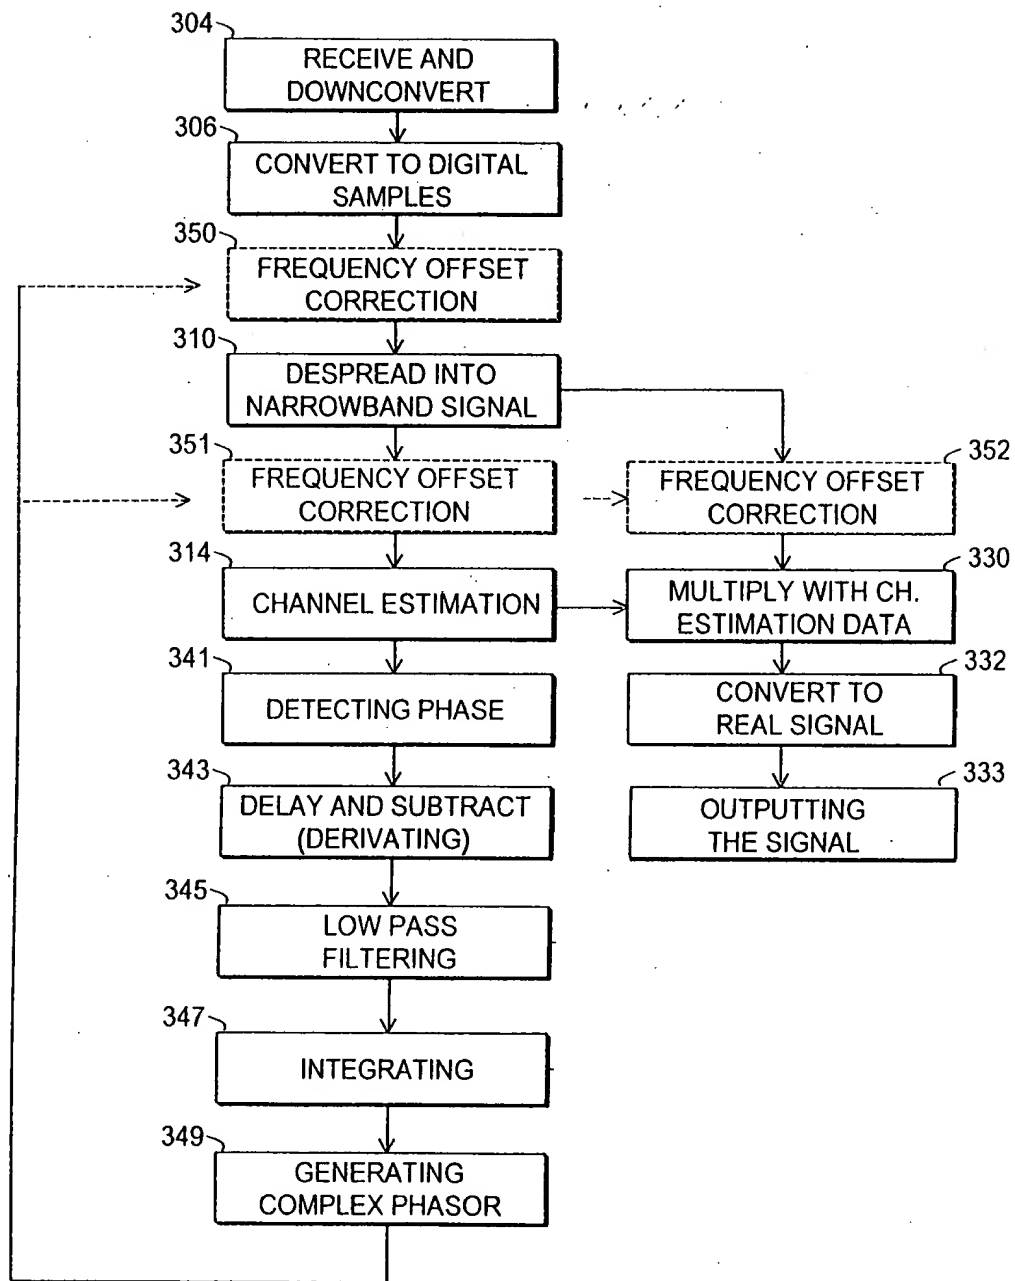 304
RECEIVE AND
DOWNCONVERT
306
CONVERT TO DIGITAL
SAMPLES
350
FREQUENCY OFFSET
CORRECTION
310
DESPREAD INTO
NARROWBAND SIGNAL
351
FREQUENCY OFFSET
CORRECTION
352
FREQUENCY OFFSET
CORRECTION
314
CHANNEL ESTIMATION
330
MULTIPLY WITH CH.
ESTIMATION DATA
341
DETECTING PHASE
332
CONVERT TO
REAL SIGNAL
343
DELAY AND SUBTRACT
(DERIVATING)
333
OUTPUTTING
THE SIGNAL
345
LOW PASS
FILTERING
347
INTEGRATING
349
GENERATING
COMPLEX PHASOR